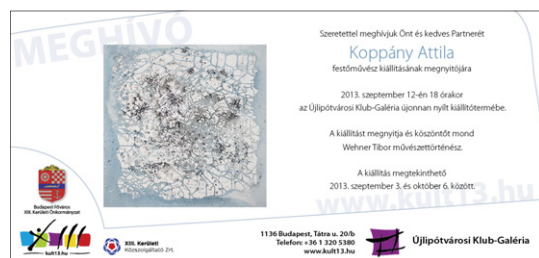 MEGHÍVÓ
Szeretettel meghívjuk Önt és kedves Partnerét
Koppány Attila
festőművész kiállításának megnyitójára
2013. szeptember 12-én 18 órakor
az Újlipótvárosi Klub-Galéria újonnan nyílt kiállítótermébe.
A kiállítást megnyitja és köszöntőt mond
Wehner Tibor művészettörténész.
A kiállítás megtekinthető
2013. szeptember 3. és október 6. között.
www.kult13.hu
Budapest Főváros
XIII. Kerületi Önkormányzat
kult13.hu
XIII. Kerületi
Közszolgáltató Zrt.
1136 Budapest, Tátra u. 20/b
Telefon: +36 1 320 5380
www.kult13.hu
Újlipótvárosi Klub-Galéria